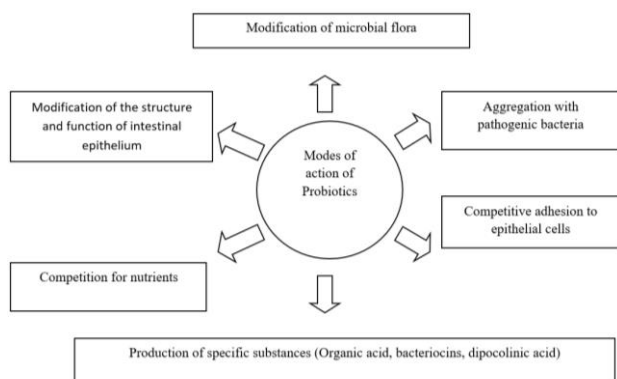 Modification of microbial flora
Modification of the structure
and function of intestinal
epithelium
Aggregation with
pathogenic bacteria
Modes of
action of
Probiotics
Competitive adhesion to
epithelial cells
Competition for nutrients
Production of specific substances (Organic acid, bacteriocins, dipocolinic acid)